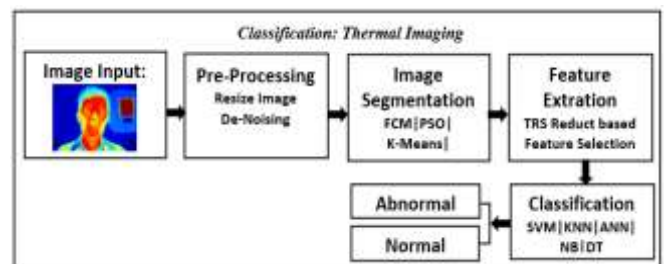 Classification: Thermal Imaging
Image Input:
Pre-Processing
Resize Image
De-Noising
Image
Segmentation
FCM|PSO|
K-Means|
Feature
Extration
TRS Reduct based
Feature Selection
Classification
SVM|KNN|ANN|
NB|DT
Abnormal
Normal